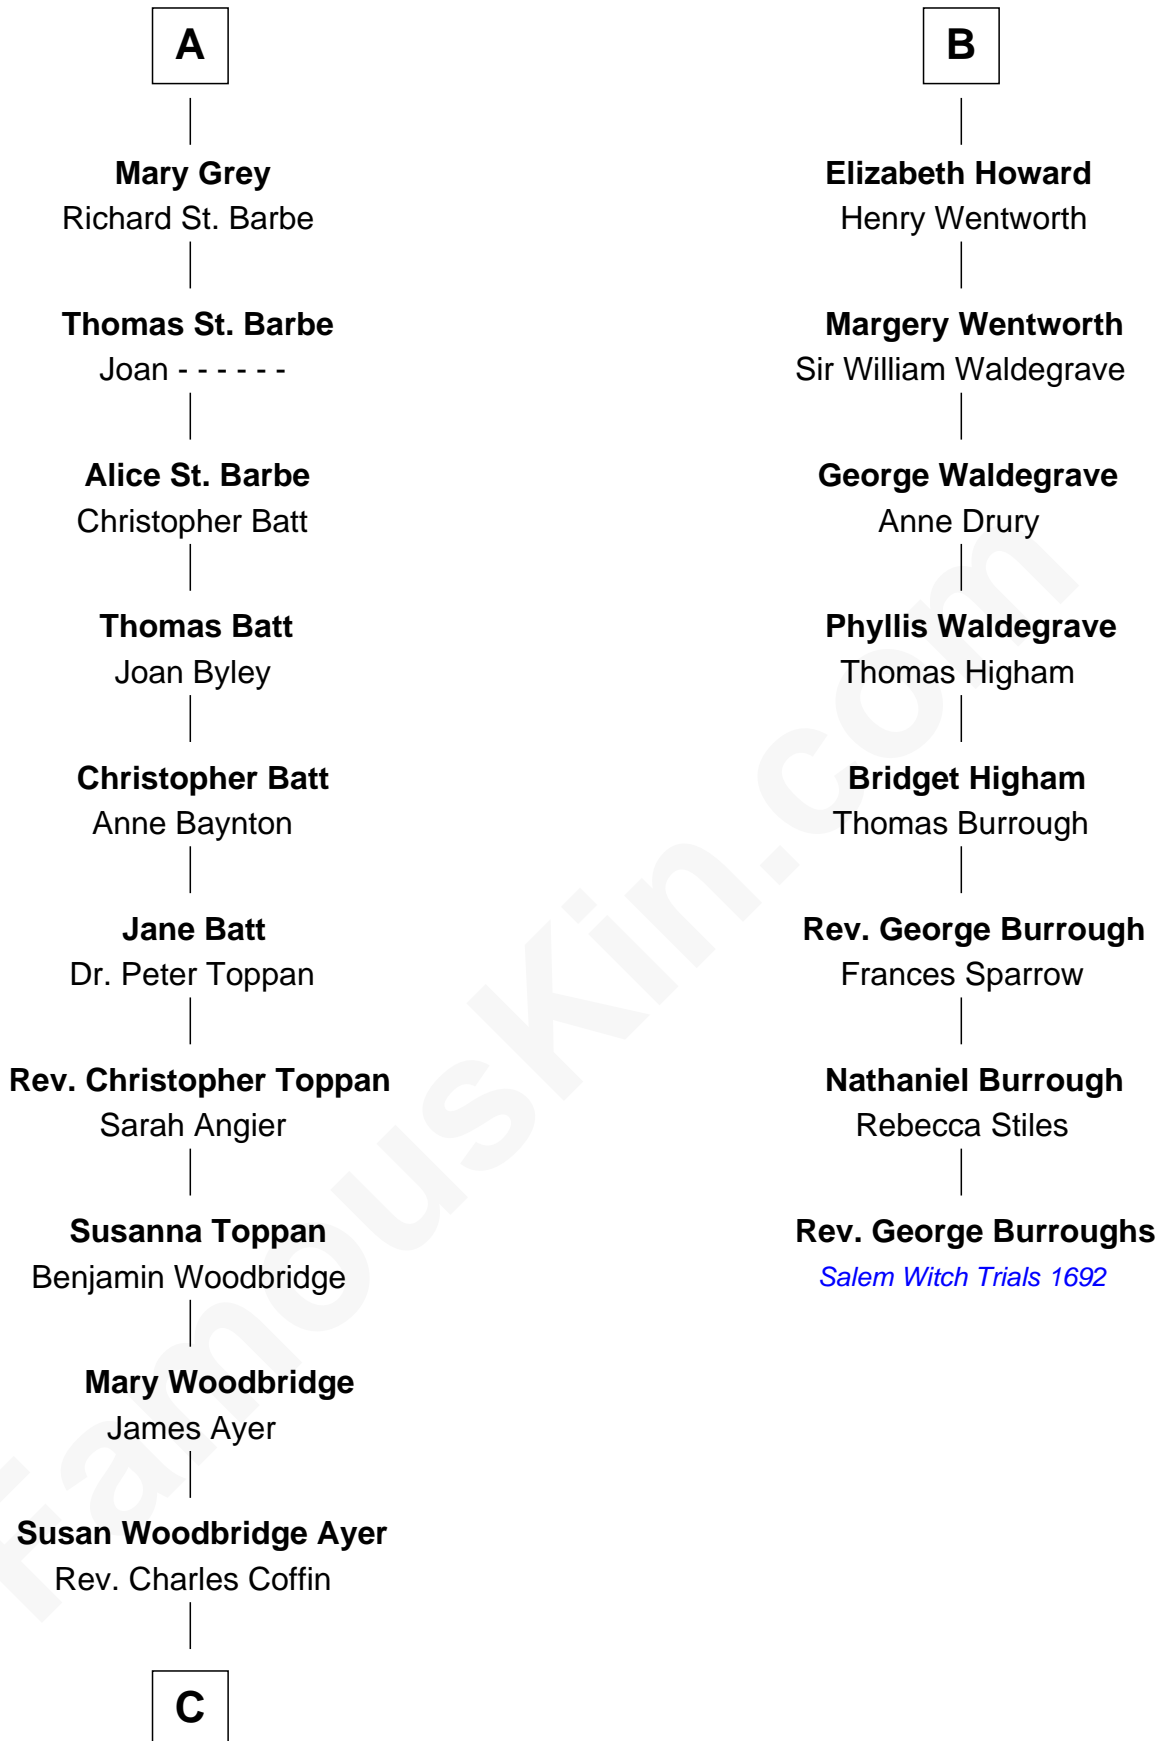 A
Mary Grey
Richard St. Barbe
Thomas St. Barbe
Joan - - - - - -
Alice St. Barbe
Christopher Batt
Thomas Batt
Joan Byley
Christopher Batt
Anne Baynton
Jane Batt
Dr. Peter Toppan
Rev. Christopher Toppan
Sarah Angier
Susanna Toppan
Benjamin Woodbridge
Mary Woodbridge
James Ayer
Susan Woodbridge Ayer
Rev. Charles Coffin
C
B
Elizabeth Howard
Henry Wentworth
Margery Wentworth
Sir William Waldegrave
George Waldegrave
Anne Drury
Phyllis Waldegrave
Thomas Higham
Bridget Higham
Thomas Burrough
Rev. George Burrough
Frances Sparrow
Nathaniel Burrough
Rebecca Stiles
Rev. George Burroughs
Salem Witch Trials 1692
FamousKin.com